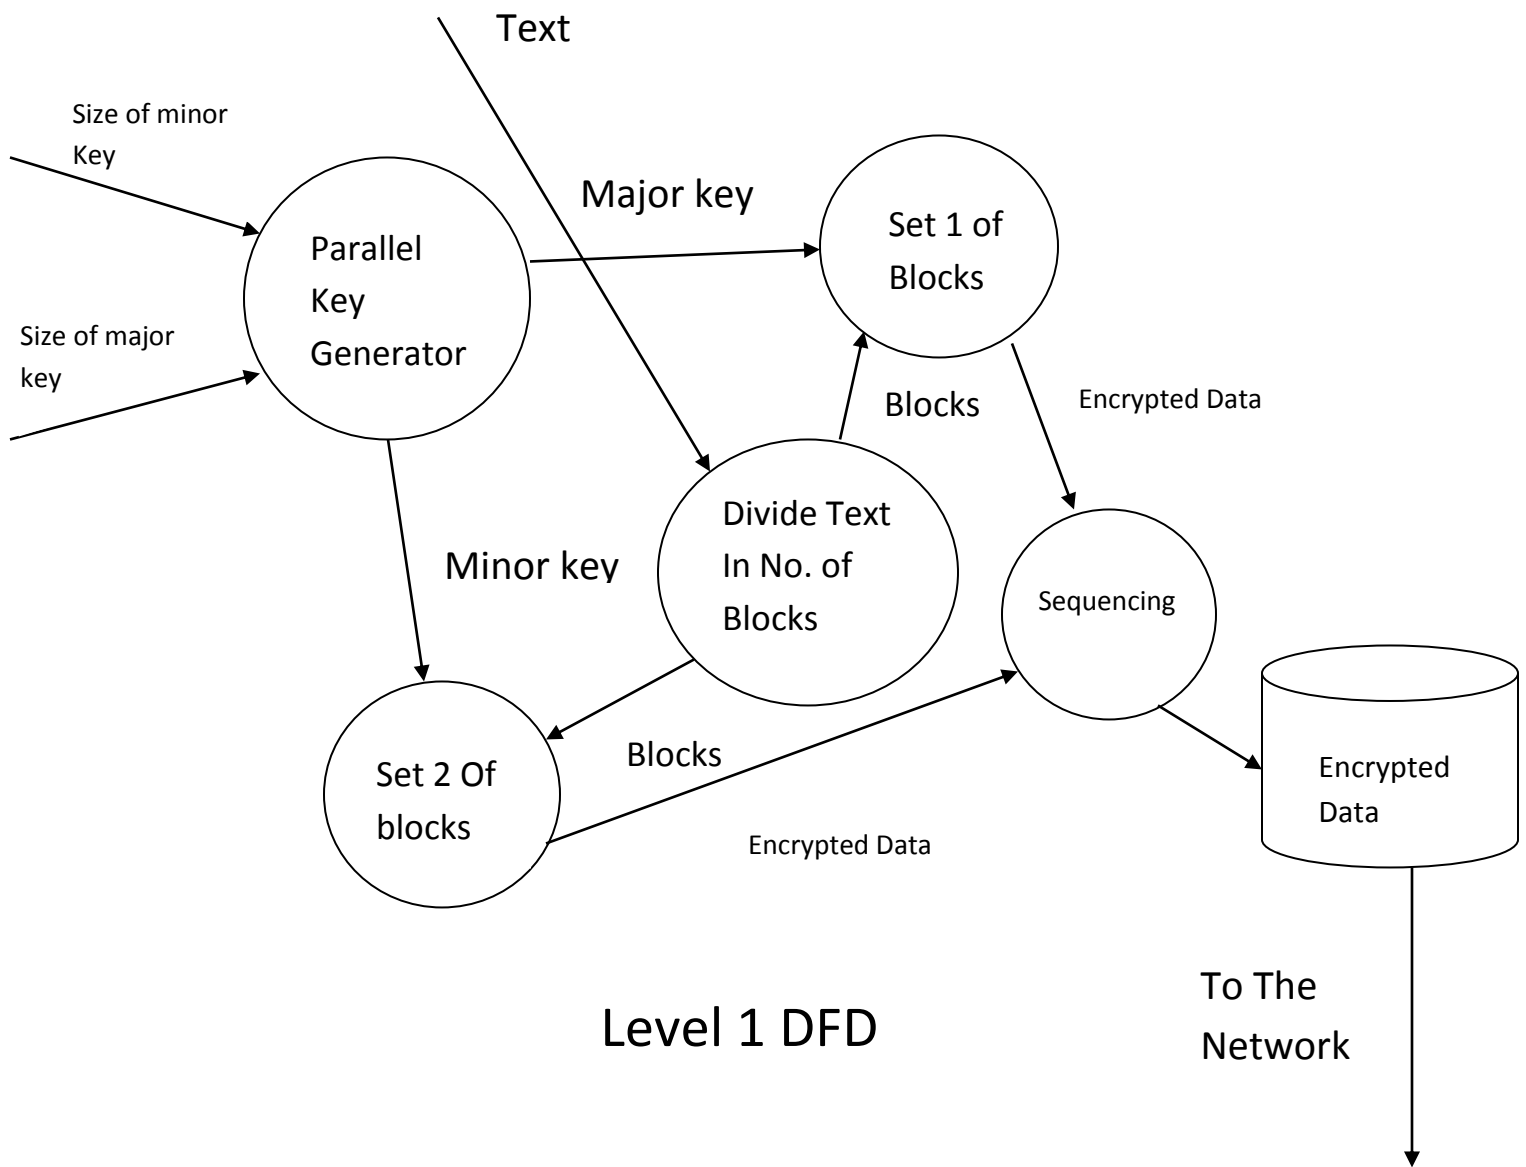 Text
Size of minor
Key
Major key
Set 1 of
Blocks
Parallel
Key
Generator
Size of major
key
Blocks
Encrypted Data
Divide Text
In No. of
Blocks
Minor key
Sequencing
Set 2 Of
blocks
Blocks
Encrypted
Data
Encrypted Data
To The
Network
Level 1 DFD